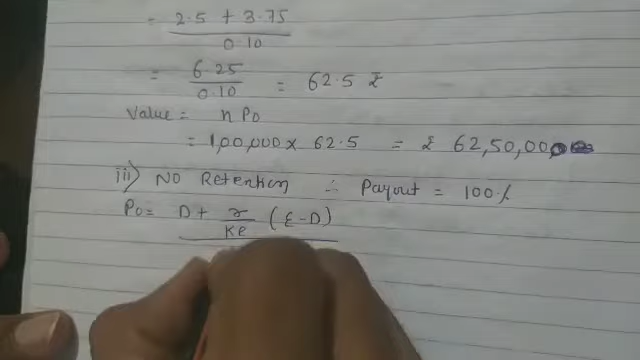 = 2.5 + 3.75
0.10
= 6.25 = 62.5 ₹
0.10
Value = n P0
= 1,00,000 x 62.5 = ₹ 62,50,000
iii) NO Retention ∴ Payout = 100%
P0 = D + r (E-D)
Ke